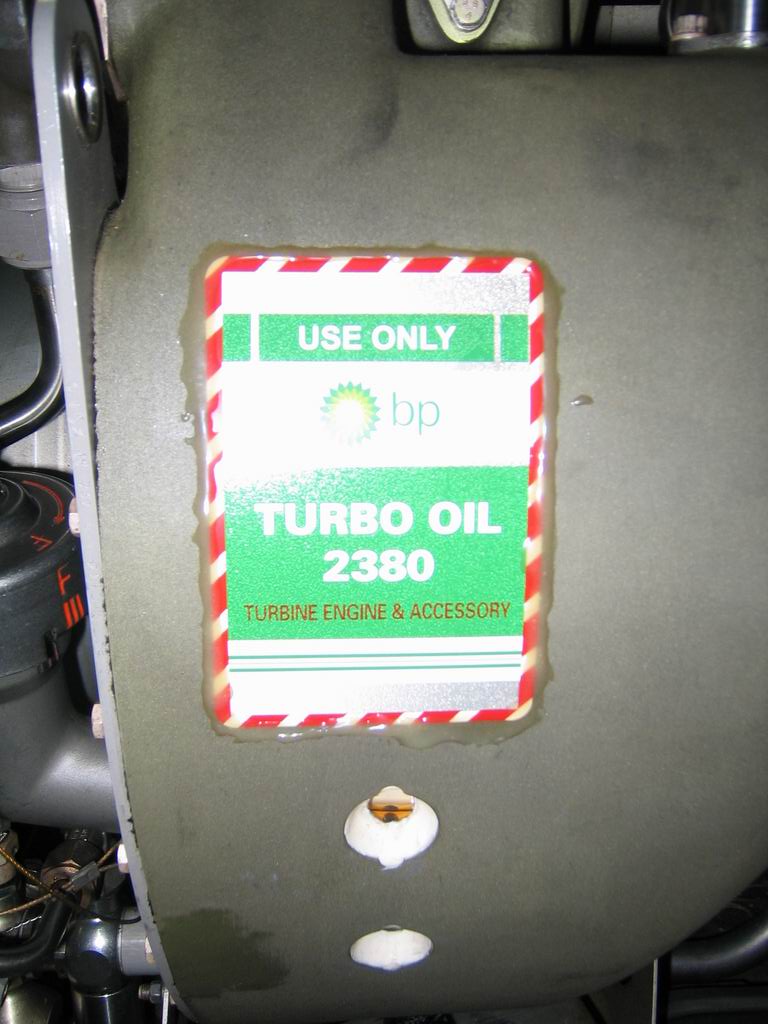 USE ONLY
bp
TURBO OIL
2380
TURBINE ENGINE & ACCESSORY